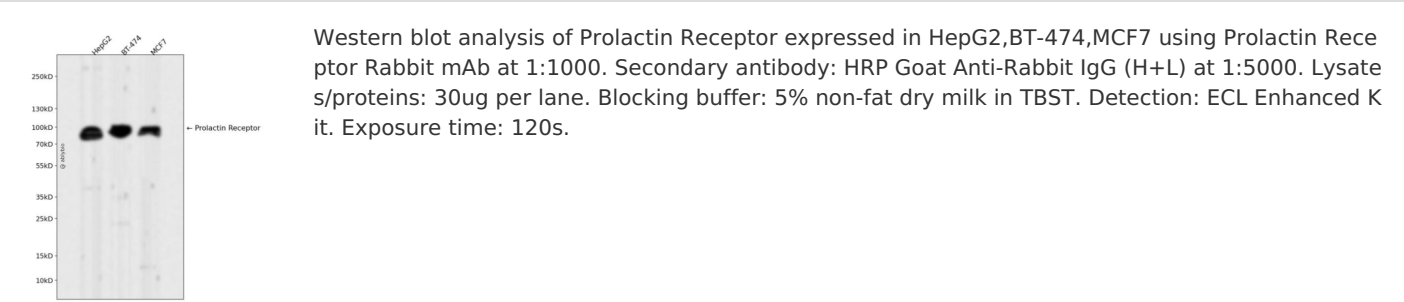 HepG2
BT-474
MCF7
250kD
130kD
100kD
70kD
55kD
35kD
25kD
15kD
10kD
← Prolactin Receptor
@ abybio
Western blot analysis of Prolactin Receptor expressed in HepG2,BT-474,MCF7 using Prolactin Rece
ptor Rabbit mAb at 1:1000. Secondary antibody: HRP Goat Anti-Rabbit IgG (H+L) at 1:5000. Lysate
s/proteins: 30ug per lane. Blocking buffer: 5% non-fat dry milk in TBST. Detection: ECL Enhanced K
it. Exposure time: 120s.